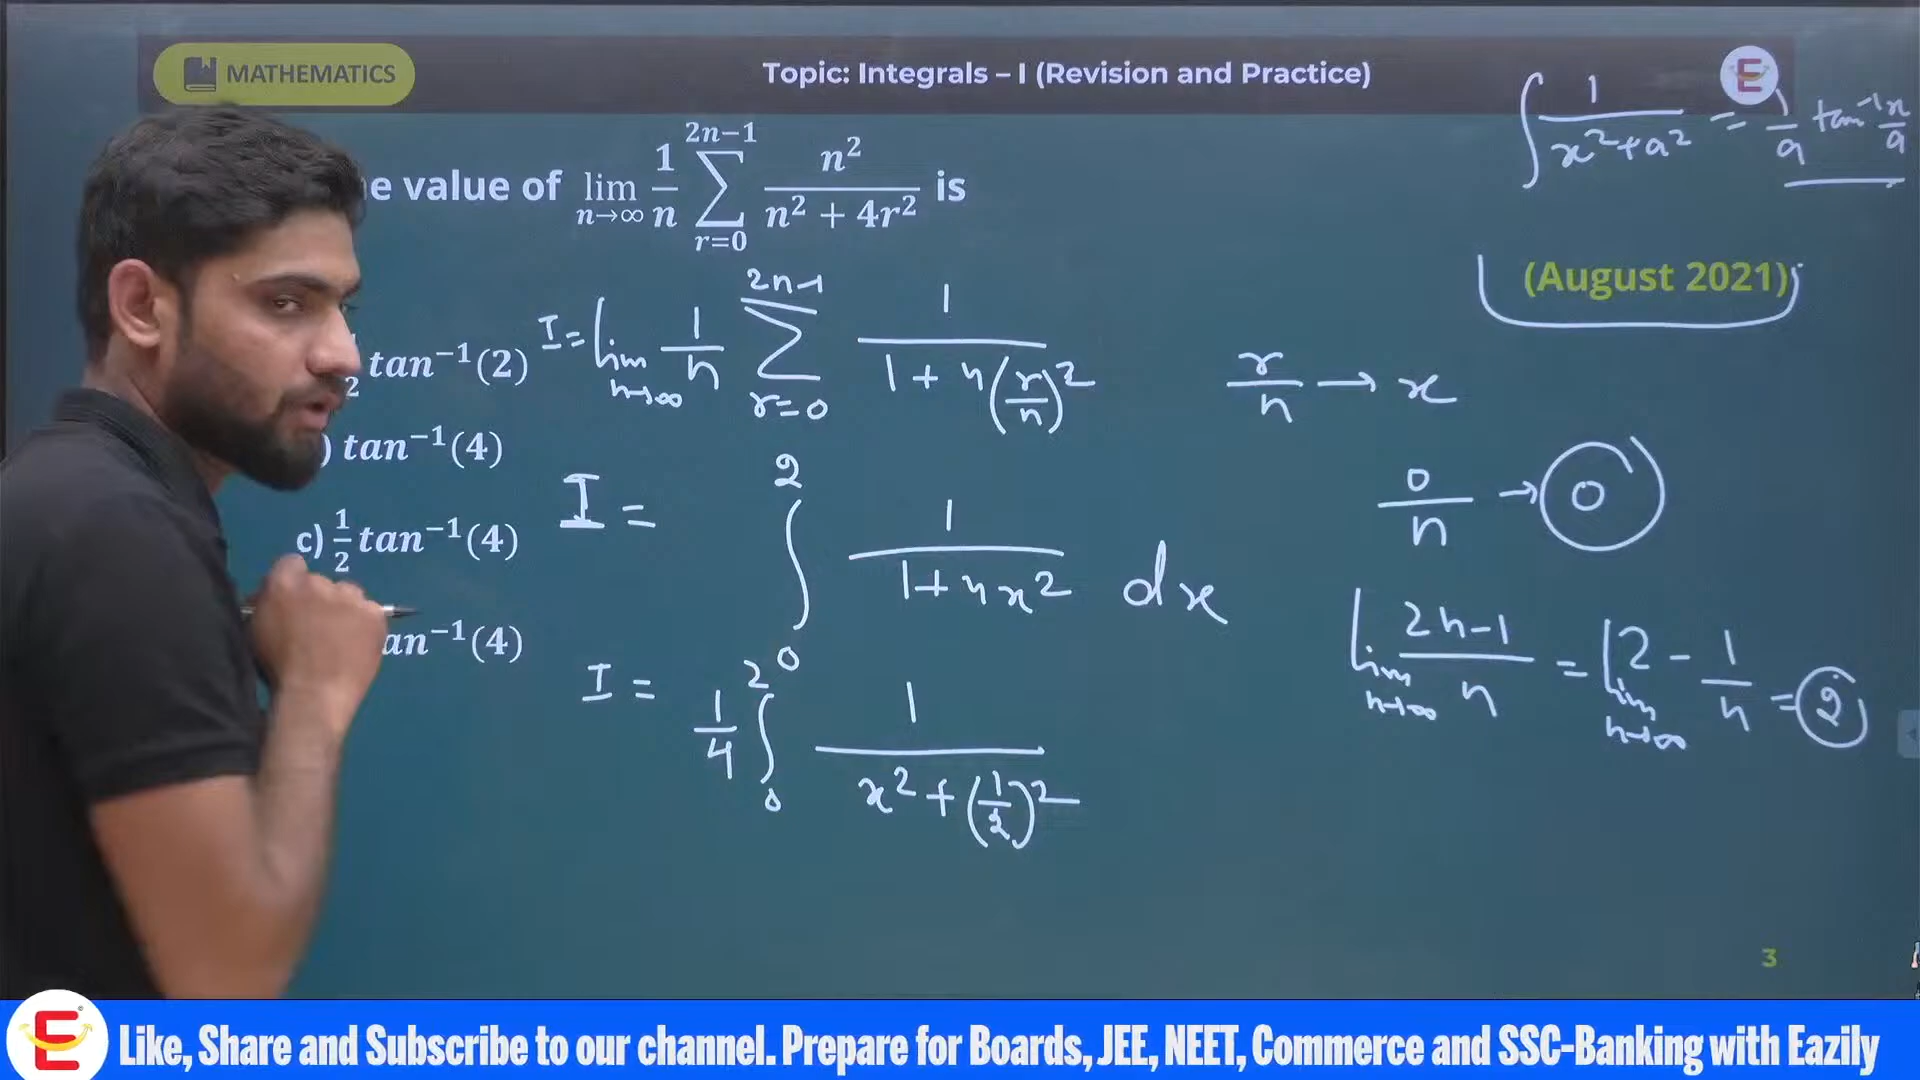 MATHEMATICS
Topic: Integrals – I (Revision and Practice)
E
∫ 1/(x² + a²) = 1/a tan⁻¹ x/a
e value of lim n→∞ 1/n ∑ r=0 2n−1 n²/(n² + 4r²) is
(August 2021)
I = lim n→∞ 1/n ∑ r=0 2n-1 1/(1 + 4(r/n)²)
r/n → x
2 tan⁻¹(2)
) tan⁻¹(4)
c) 1/2 tan⁻¹(4)
an⁻¹(4)
I = ∫ 0 2 1/(1+4x²) dx
0/n → 0
lim n→∞ (2n-1)/n = lim n→∞ 2 - 1/n = 2
I = 1/4 ∫ 0 2 1/(x² + (1/2)²)
3
E
Like, Share and Subscribe to our channel. Prepare for Boards, JEE, NEET, Commerce and SSC-Banking with Eazily